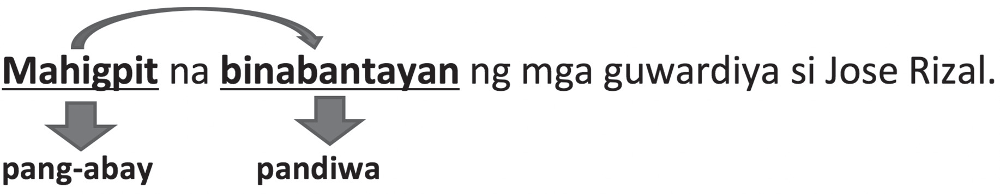 Mahigpit na binabantayan ng mga guwardiya si Jose Rizal.
pang-abay pandiwa